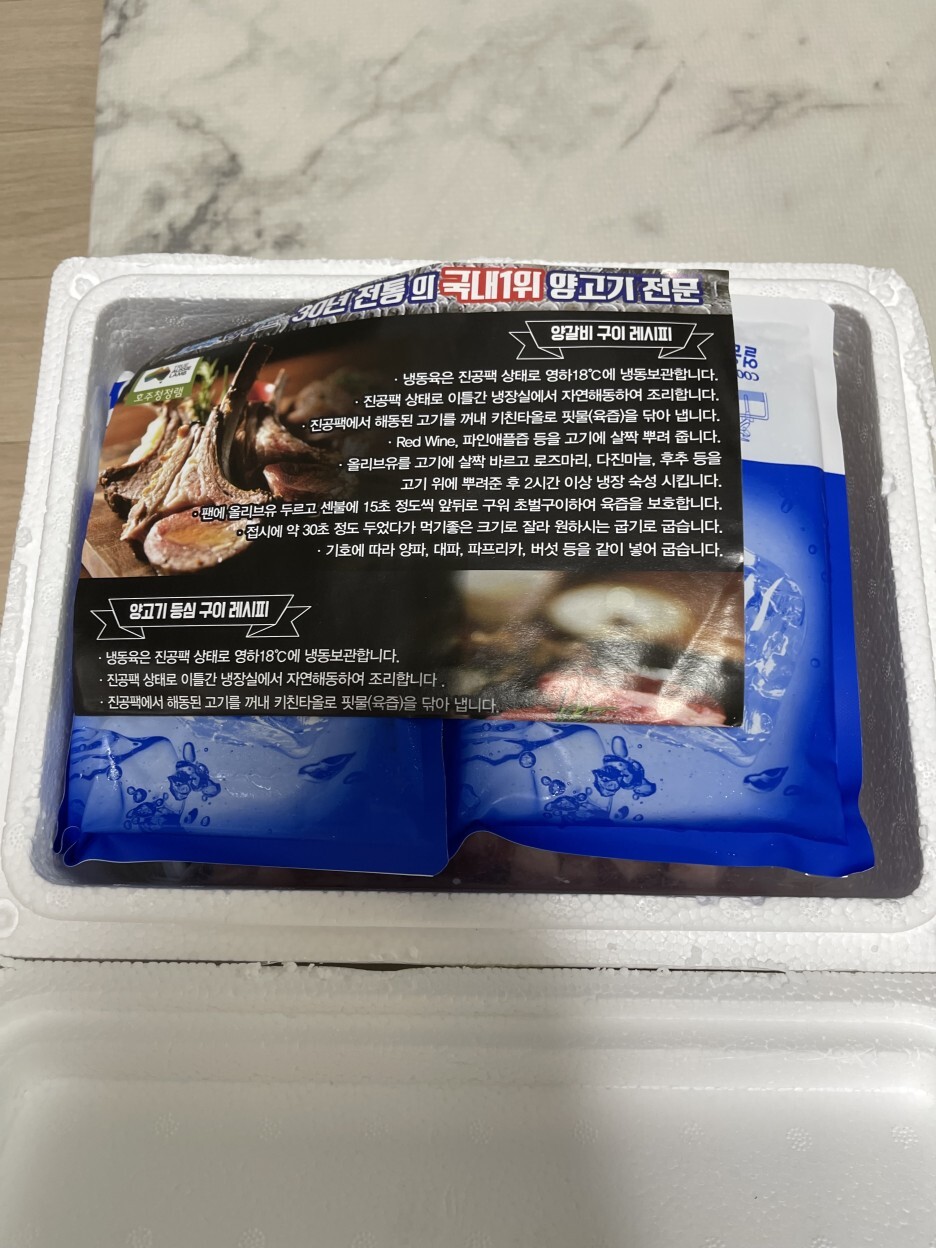 30년 전통의 국내1위 양고기 전문
AUSSIE
LAMB
호주청정램
양갈비 구이 레시피
· 냉동육은 진공팩 상태로 영하18℃에 냉동보관합니다.
· 진공팩 상태로 이틀간 냉장실에서 자연해동하여 조리합니다.
· 진공팩에서 해동된 고기를 꺼내 키친타올로 핏물(육즙)을 닦아 냅니다.
· Red Wine, 파인애플즙 등을 고기에 살짝 뿌려 줍니다.
· 올리브유를 고기에 살짝 바르고 로즈마리, 다진마늘, 후추 등을
고기 위에 뿌려준 후 2시간 이상 냉장 숙성 시킵니다.
· 팬에 올리브유 두르고 센불에 15초 정도씩 앞뒤로 구워 초벌구이하여 육즙을 보호합니다.
· 접시에 약 30초 정도 두었다가 먹기좋은 크기로 잘라 원하시는 굽기로 굽습니다.
· 기호에 따라 양파, 대파, 파프리카, 버섯 등을 같이 넣어 굽습니다.
양고기 등심 구이 레시피
· 냉동육은 진공팩 상태로 영하18℃에 냉동보관합니다.
· 진공팩 상태로 이틀간 냉장실에서 자연해동하여 조리합니다 .
· 진공팩에서 해동된 고기를 꺼내 키친타올로 핏물(육즙)을 닦아 냅니다.